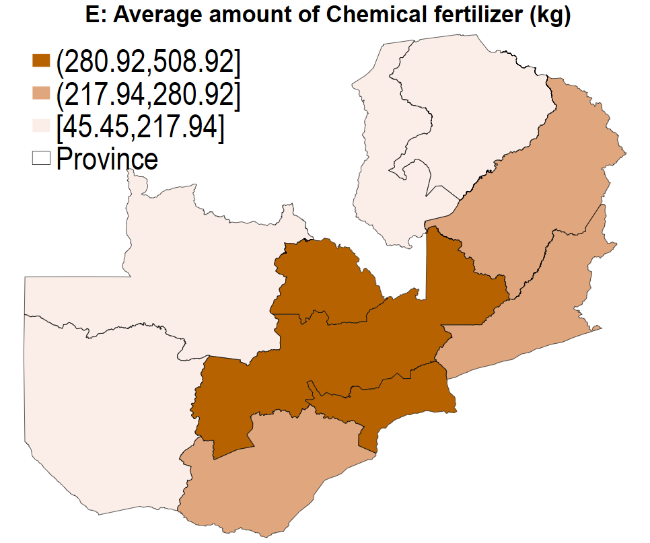 E: Average amount of Chemical fertilizer (kg)
(280.92,508.92]
(217.94,280.92]
[45.45,217.94]
Province